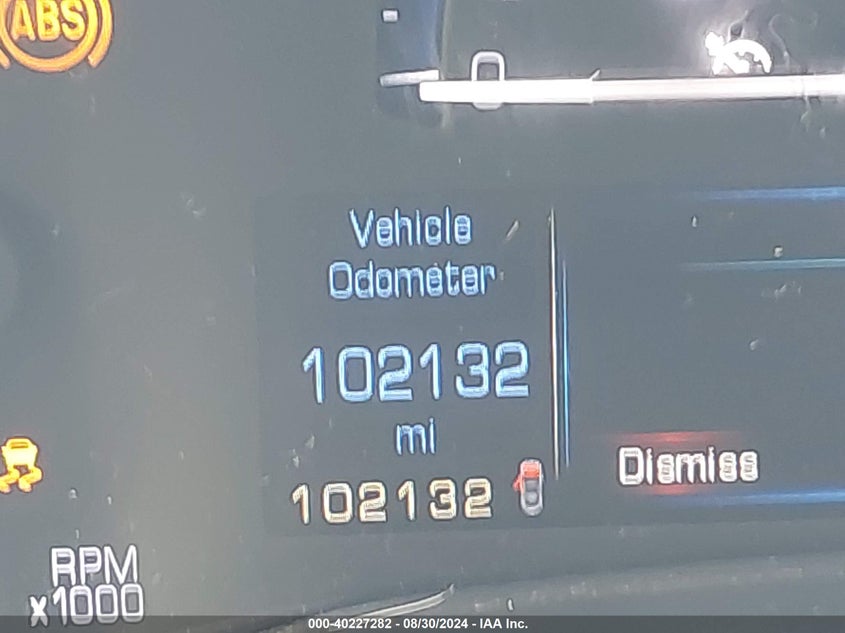 ABS
Vehicle
Odometer
102132
mi
102132
Dismiss
RPM
x1000
000-40227282 - 08/30/2024 - IAA Inc.